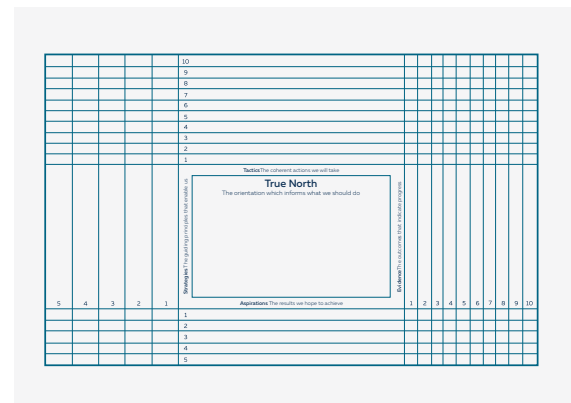 10
9
8
7
6
5
4
3
2
1
Tactics The coherent actions we will take
True North
The orientation which informs what we should do
Strategies The guiding principles that enable us
Evidence The outcomes that indicate progress
5 4 3 2 1
Aspirations The results we hope to achieve
1 2 3 4 5 6 7 8 9 10
1
2
3
4
5